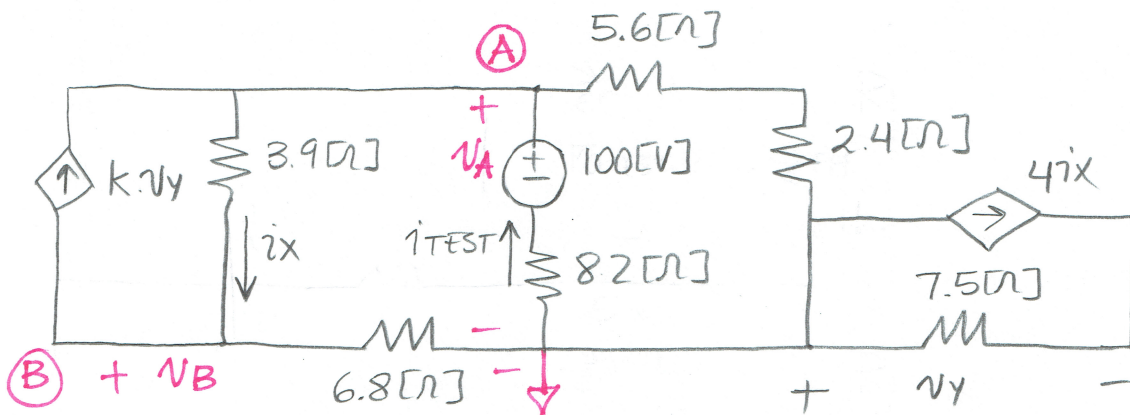 5.6[Ω]
A
+
3.9[Ω]
vA
+
-
100[V]
2.4[Ω]
k.vy
4ix
ix
iTEST
8.2[Ω]
7.5[Ω]
-
B + vB
6.8[Ω]
-
+ vy -